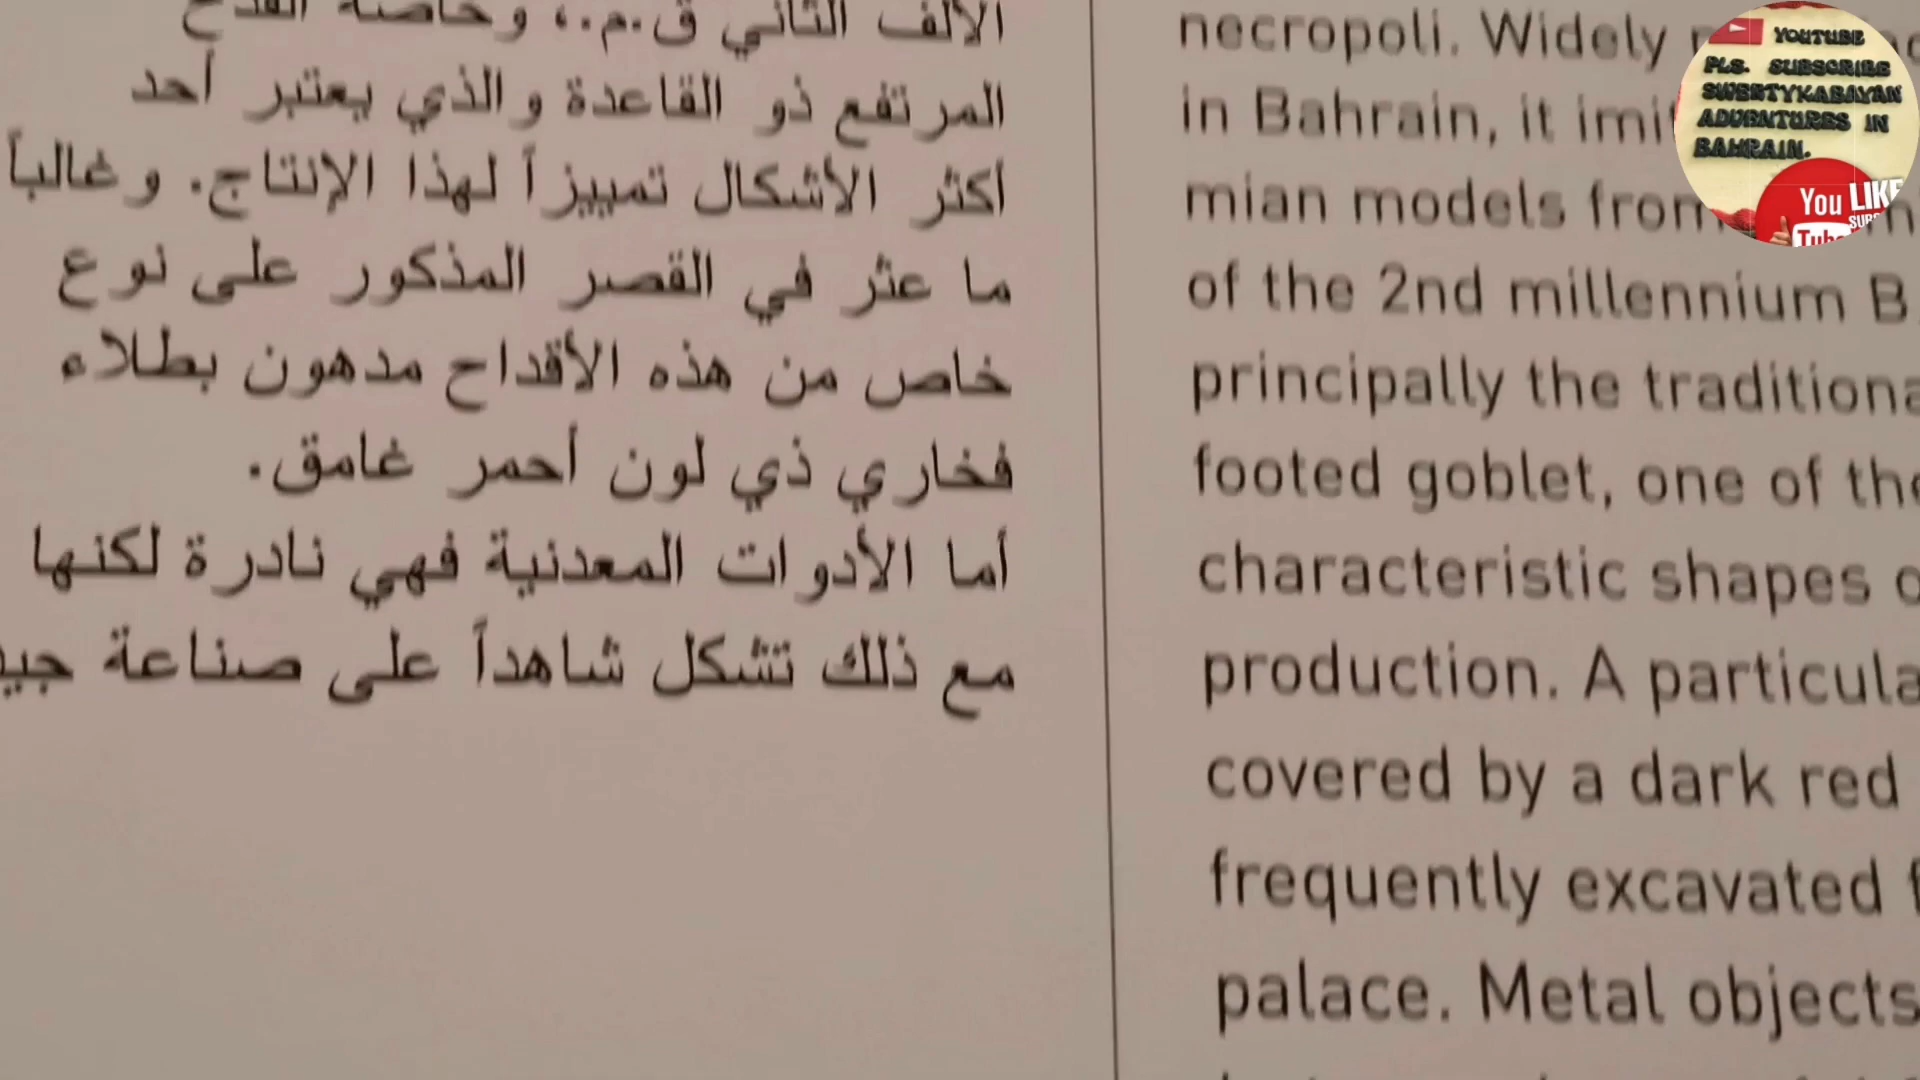 الألف الثاني ق.م.، وخاصة القدح
المرتفع ذو القاعدة والذي يعتبر أحد
أكثر الأشكال تمييزاً لهذا الإنتاج. وغالباً
ما عثر في القصر المذكور على نوع
خاص من هذه الأقداح مدهون بطلاء
فخاري ذي لون أحمر غامق.
أما الأدوات المعدنية فهي نادرة لكنها
مع ذلك تشكل شاهداً على صناعة
necropoli. Widely
in Bahrain, it
mian models from
of the 2nd millennium B
principally the
footed goblet, one of the
characteristic shapes
production. A
covered by a dark red
frequently excavated
palace. Metal objects
YOUTUBE
PLS. SUBSCRIBE
SWERTYKABAYAN
ADVENTURES IN
BAHRAIN.
You LIKE
Tube